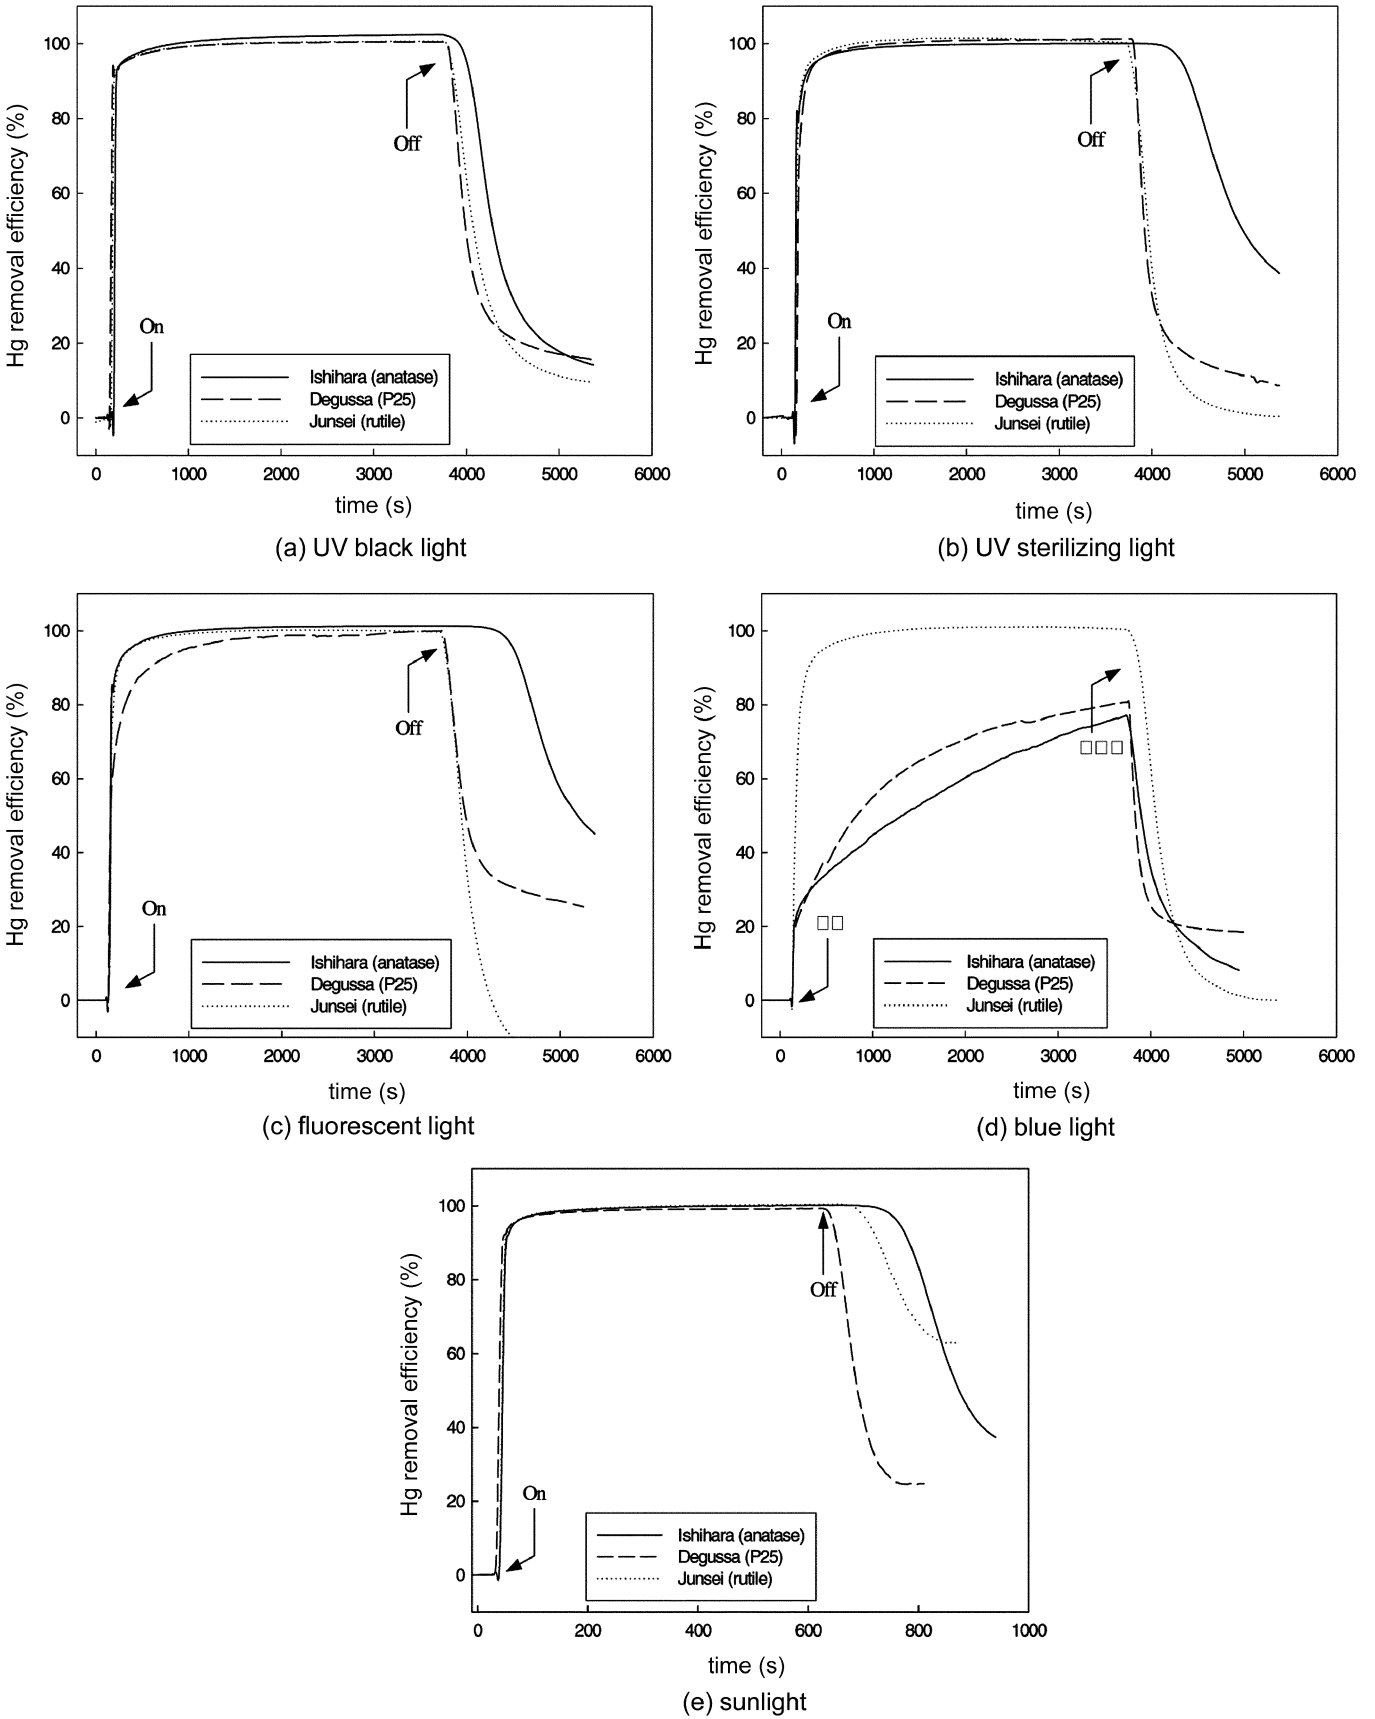 Hg removal efficiency (%)
100
80
60
40
20
0
Off
On
Ishihara (anatase)
Degussa (P25)
Junsei (rutile)
0 1000 2000 3000 4000 5000 6000
time (s)
(a) UV black light
Hg removal efficiency (%)
100
80
60
40
20
0
Off
On
Ishihara (anatase)
Degussa (P25)
Junsei (rutile)
0 1000 2000 3000 4000 5000 6000
time (s)
(b) UV sterilizing light
Hg removal efficiency (%)
100
80
60
40
20
0
Off
On
Ishihara (anatase)
Degussa (P25)
Junsei (rutile)
0 1000 2000 3000 4000 5000 6000
time (s)
(c) fluorescent light
Hg removal efficiency (%)
100
80
60
40
20
0
□□□
□□
Ishihara (anatase)
Degussa (P25)
Junsei (rutile)
0 1000 2000 3000 4000 5000 6000
time (s)
(d) blue light
Hg removal efficiency (%)
100
80
60
40
20
0
Off
On
Ishihara (anatase)
Degussa (P25)
Junsei (rutile)
0 200 400 600 800 1000
time (s)
(e) sunlight